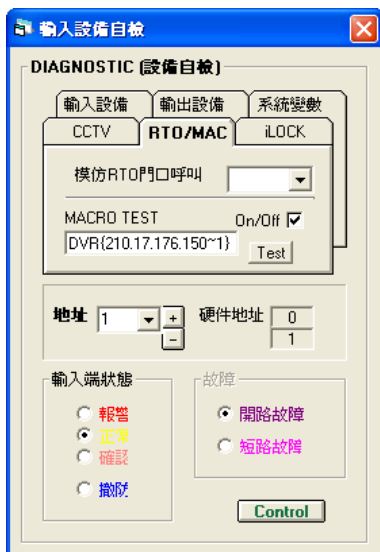 輸入設備自檢
DIAGNOSTIC (設備自檢)
輸入設備 輸出設備 系統變數
CCTV RTO/MAC iLOCK
模仿RTO門口呼叫
MACRO TEST On/Off
DVR{210.17.176.150~1}
Test
地址 1 + - 硬件地址 0
1
輸入端狀態 故障
報警
正常
確認
撤防
開路故障
短路故障
Control